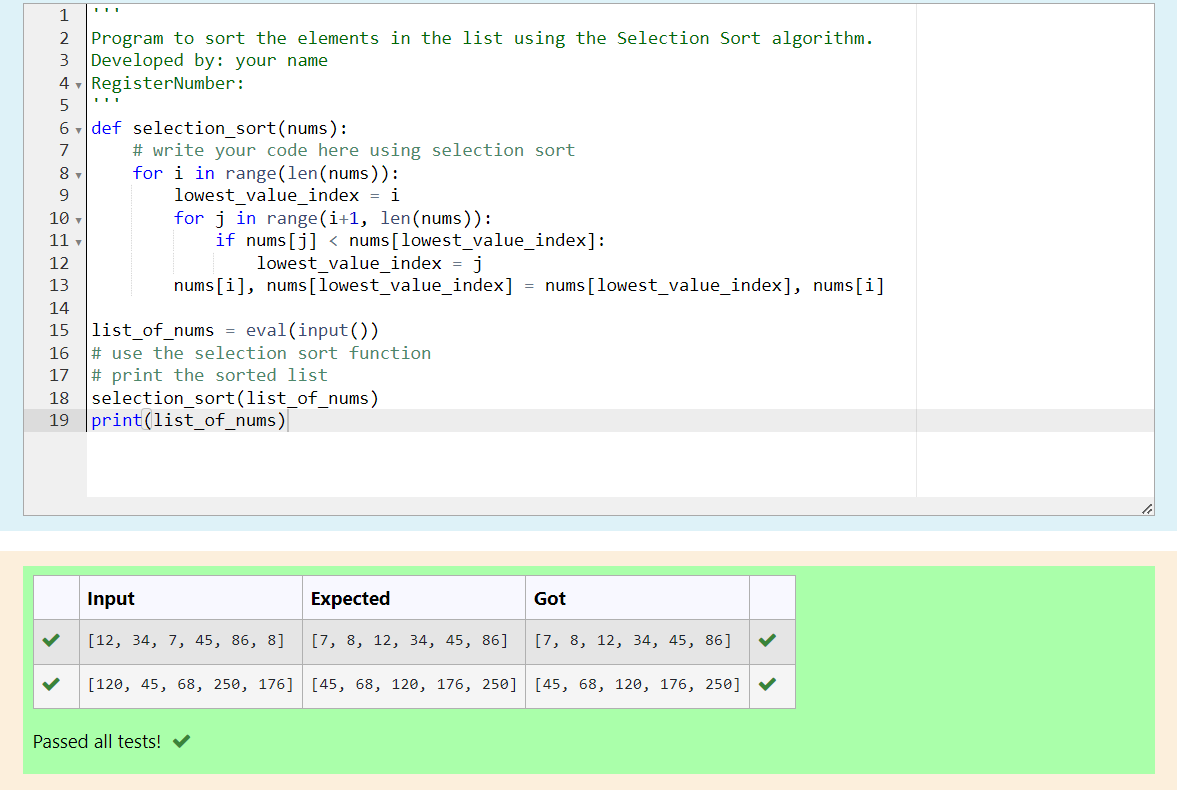 1 '''
2 Program to sort the elements in the list using the Selection Sort algorithm.
3 Developed by: your name
4 RegisterNumber:
5 '''
6 def selection_sort(nums):
7     # write your code here using selection sort
8     for i in range(len(nums)):
9         lowest_value_index = i
10         for j in range(i+1, len(nums)):
11             if nums[j] < nums[lowest_value_index]:
12                 lowest_value_index = j
13         nums[i], nums[lowest_value_index] = nums[lowest_value_index], nums[i]
14
15 list_of_nums = eval(input())
16 # use the selection sort function
17 # print the sorted list
18 selection_sort(list_of_nums)
19 print(list_of_nums)
Input Expected Got
[12, 34, 7, 45, 86, 8] [7, 8, 12, 34, 45, 86] [7, 8, 12, 34, 45, 86]
[120, 45, 68, 250, 176] [45, 68, 120, 176, 250] [45, 68, 120, 176, 250]
Passed all tests!